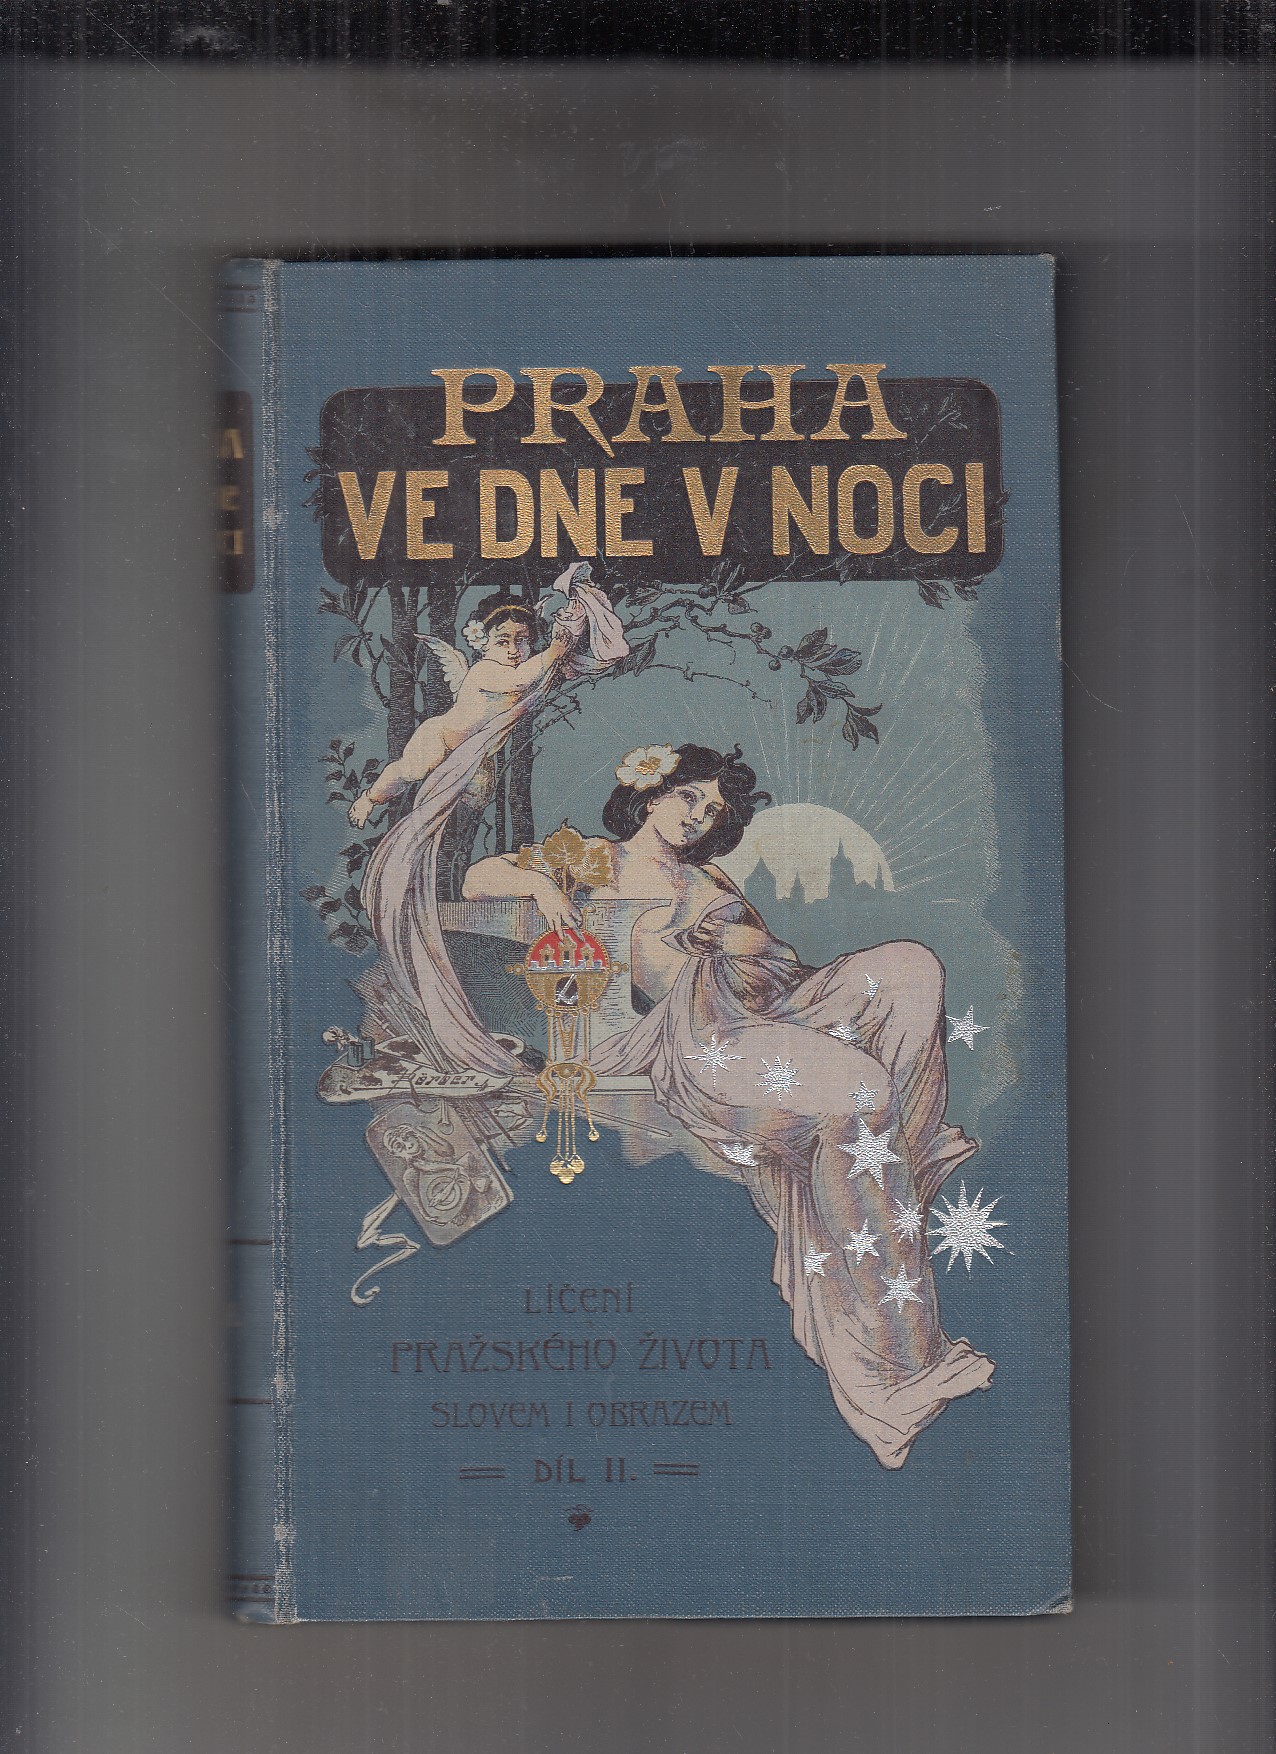 PRAHA
VE DNE V NOCI
LÍČENÍ
PRAŽSKÉHO ŽIVOTA
SLOVEM I OBRAZEM
DÍL II.